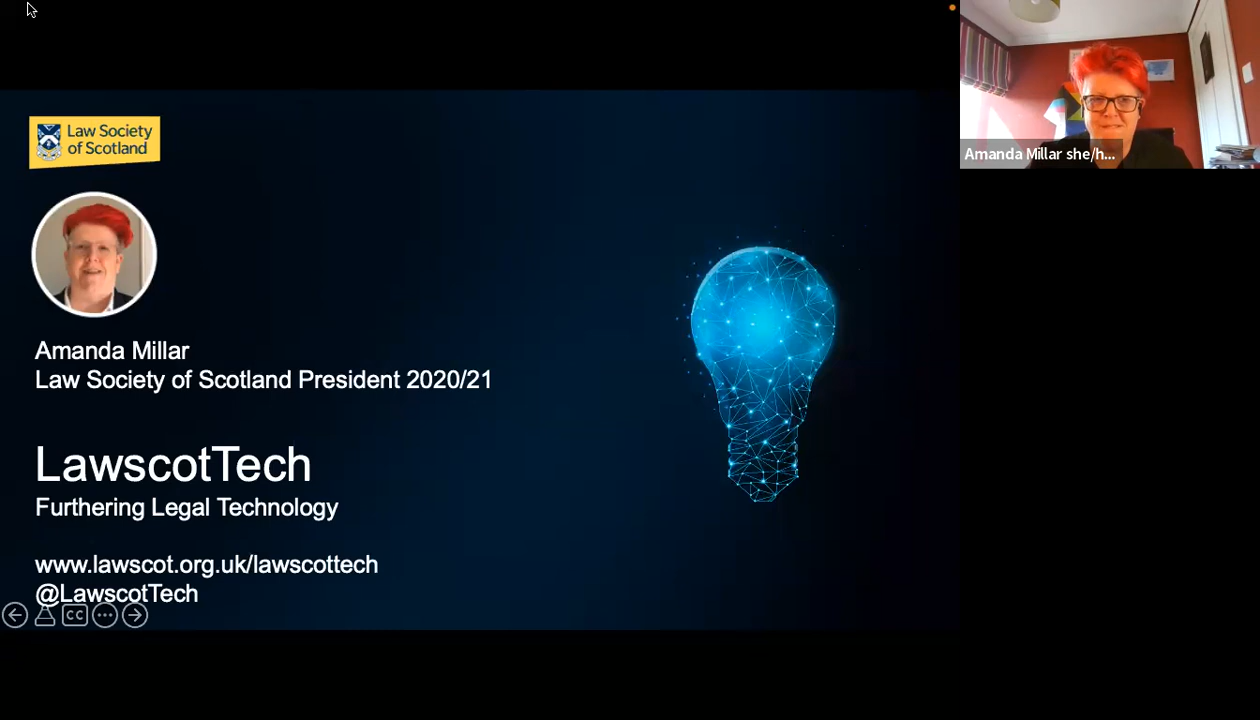 Law Society
of Scotland
Amanda Millar
Law Society of Scotland President 2020/21
LawscotTech
Furthering Legal Technology
www.lawscot.org.uk/lawscottech
@LawscotTech
CC
Amanda Millar she/h...